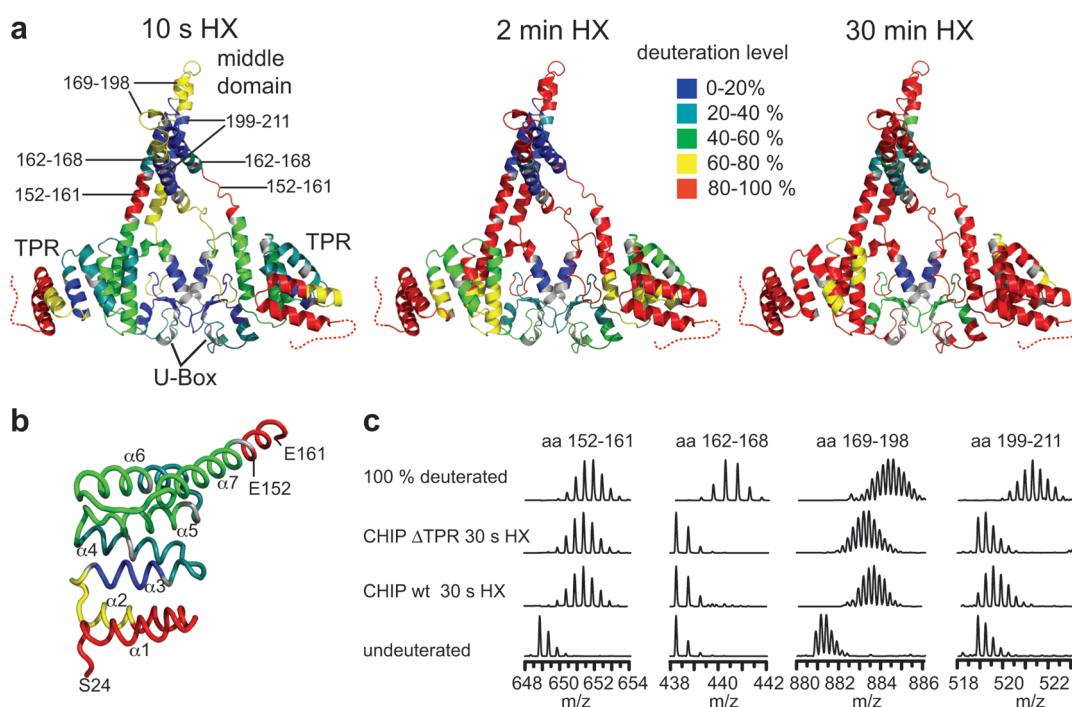 a
10 s HX
2 min HX
30 min HX
middle
domain
169-198
199-211
162-168
162-168
152-161
152-161
TPR
TPR
U-Box
deuteration level
0-20%
20-40 %
40-60 %
60-80 %
80-100 %
b
α6
E161
α7
E152
α5
α4
α3
α2
α1
S24
c
aa 152-161 aa 162-168 aa 169-198 aa 199-211
100 % deuterated
CHIP ΔTPR 30 s HX
CHIP wt 30 s HX
undeuterated
648 650 652 654 438 440 442 880 882 884 886 518 520 522
m/z m/z m/z m/z